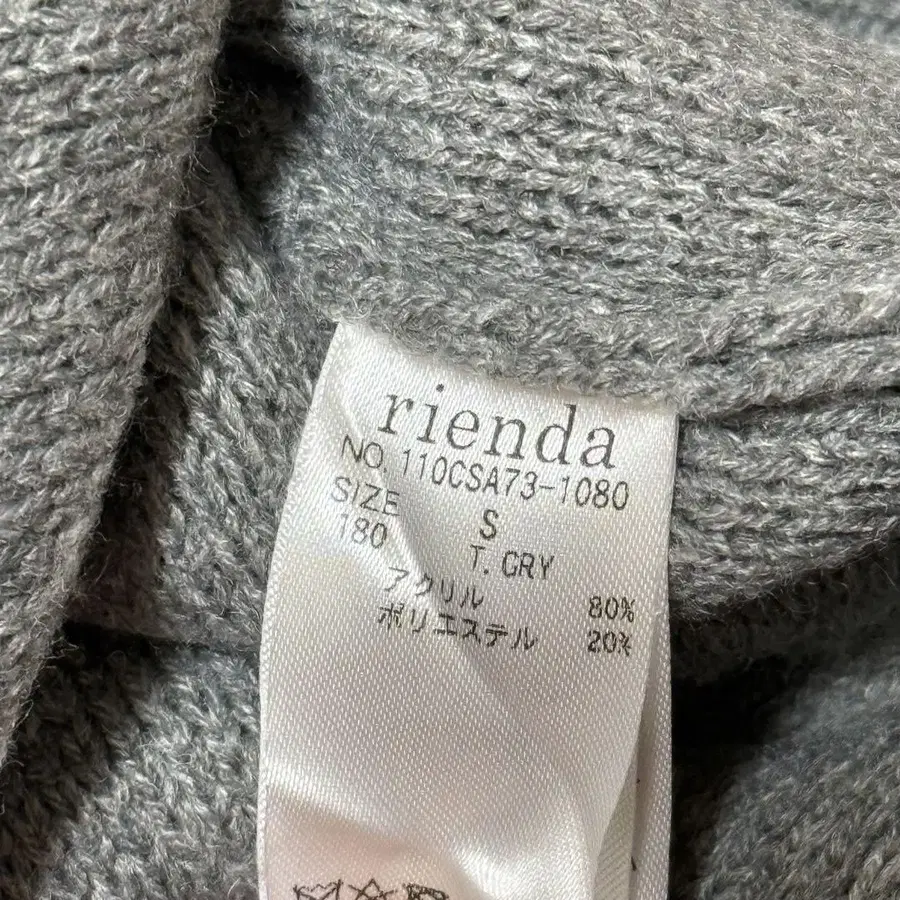 rienda
NO. 110CSA73-1080
SIZE S
180 T. GRY
アクリル 80%
ポリエステル 20%